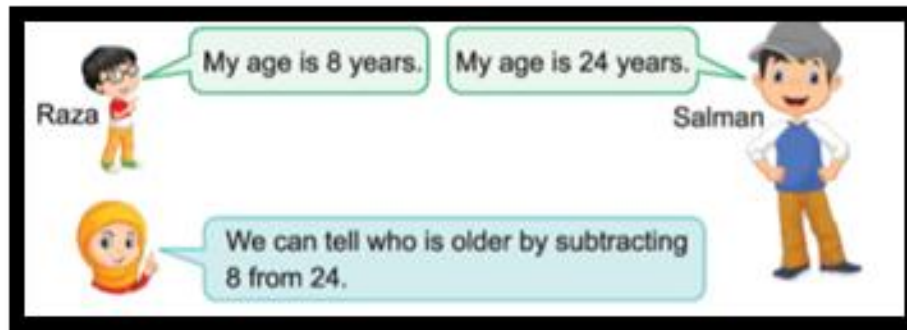 My age is 8 years.
My age is 24 years.
Raza
Salman
We can tell who is older by subtracting
8 from 24.